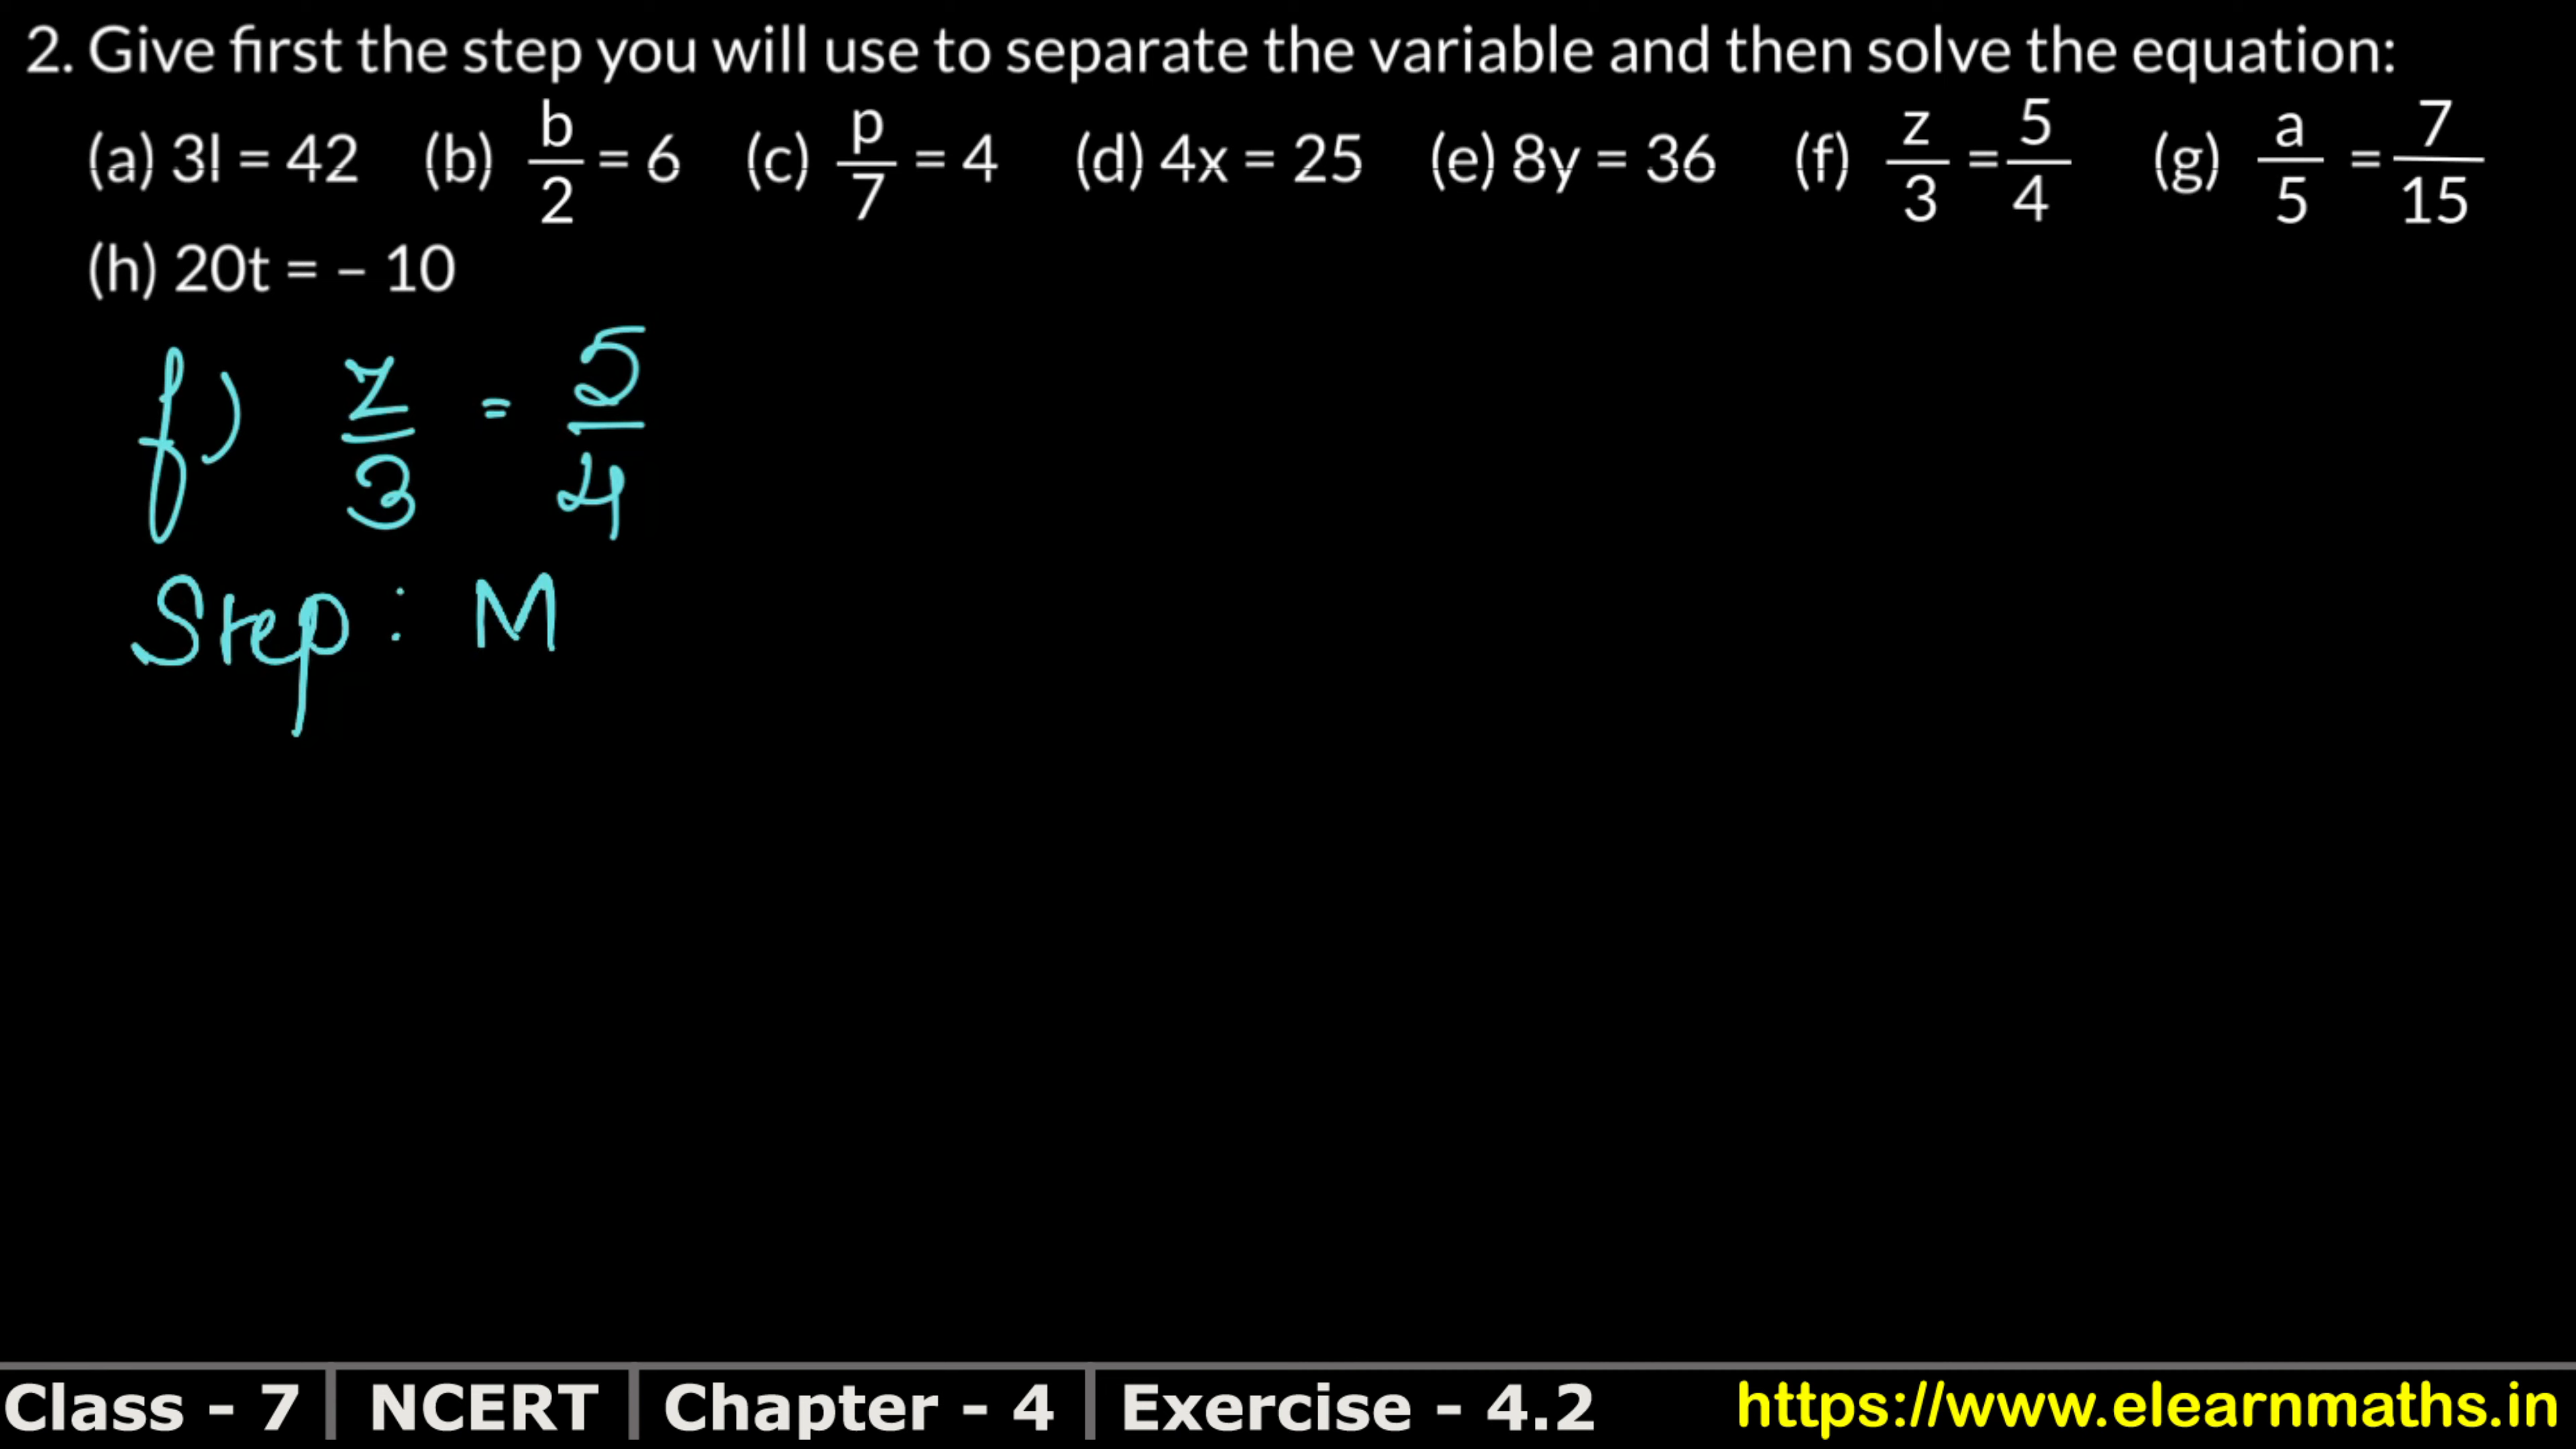 2. Give first the step you will use to separate the variable and then solve the equation:
(a) 3l = 42 (b) b/2 = 6 (c) p/7 = 4 (d) 4x = 25 (e) 8y = 36 (f) z/3 = 5/4 (g) a/5 = 7/15
(h) 20t = – 10
f) z/3 = 5/4
Step : M
Class - 7 | NCERT | Chapter - 4 | Exercise - 4.2 https://www.elearnmaths.in